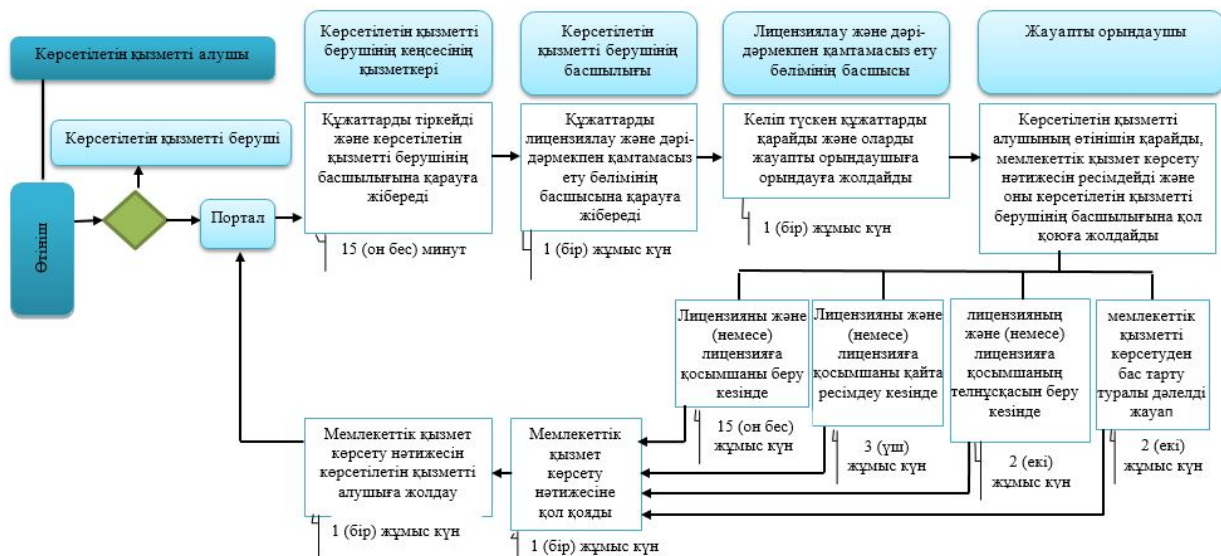 Көрсетілетін қызметті алушы
Көрсетілетін қызметті
берушінің кеңсесінің
қызметкері
Көрсетілетін
қызметті берушінің
басшылығы
Лицензиялау және дәрі-
дәрмекпен қамтамасыз ету
бөлімінің басшысы
Жауапты орындаушы
Көрсетілетін қызметті беруші
Өтініш
Портал
Құжаттарды тіркейді
және көрсетілетін
қызметті берушінің
басшылығына қарауға
жібереді
15 (он бес) минут
Құжаттарды
лицензиялау және дәрі-
дәрмекпен қамтамасыз
ету бөлімінің
басшысына қарауға
жібереді
1 (бір) жұмыс күн
Келіп түскен құжаттарды
қарайды және оларды
жауапты орындаушыға
орындауға жолдайды
1 (бір) жұмыс күн
Көрсетілетін қызметті
алушының өтінішін қарайды,
мемлекеттік қызмет көрсету
нәтижесін ресімдейді және
оны көрсетілетін қызметті
берушінің басшылығына қол
қоюға жолдайды
Лицензияны және
(немесе)
лицензияға
қосымшаны беру
кезінде
15 (он бес)
жұмыс күн
Лицензияны және
(немесе)
лицензияға
қосымшаны қайта
ресімдеу кезінде
3 (үш)
жұмыс күн
лицензияның
және (немесе)
лицензияға
қосымшаның
телнұсқасын беру
кезінде
2 (екі)
жұмыс күн
мемлекеттік
қызметті
көрсетуден
бас тарту
туралы дәлелді
жауап
2 (екі)
жұмыс күн
Мемлекеттік қызмет
көрсету нәтижесін
көрсетілетін қызметті
алушыға жолдау
1 (бір) жұмыс күн
Мемлекеттік
қызмет
көрсету
нәтижесіне
қол қояды
1 (бір) жұмыс күн